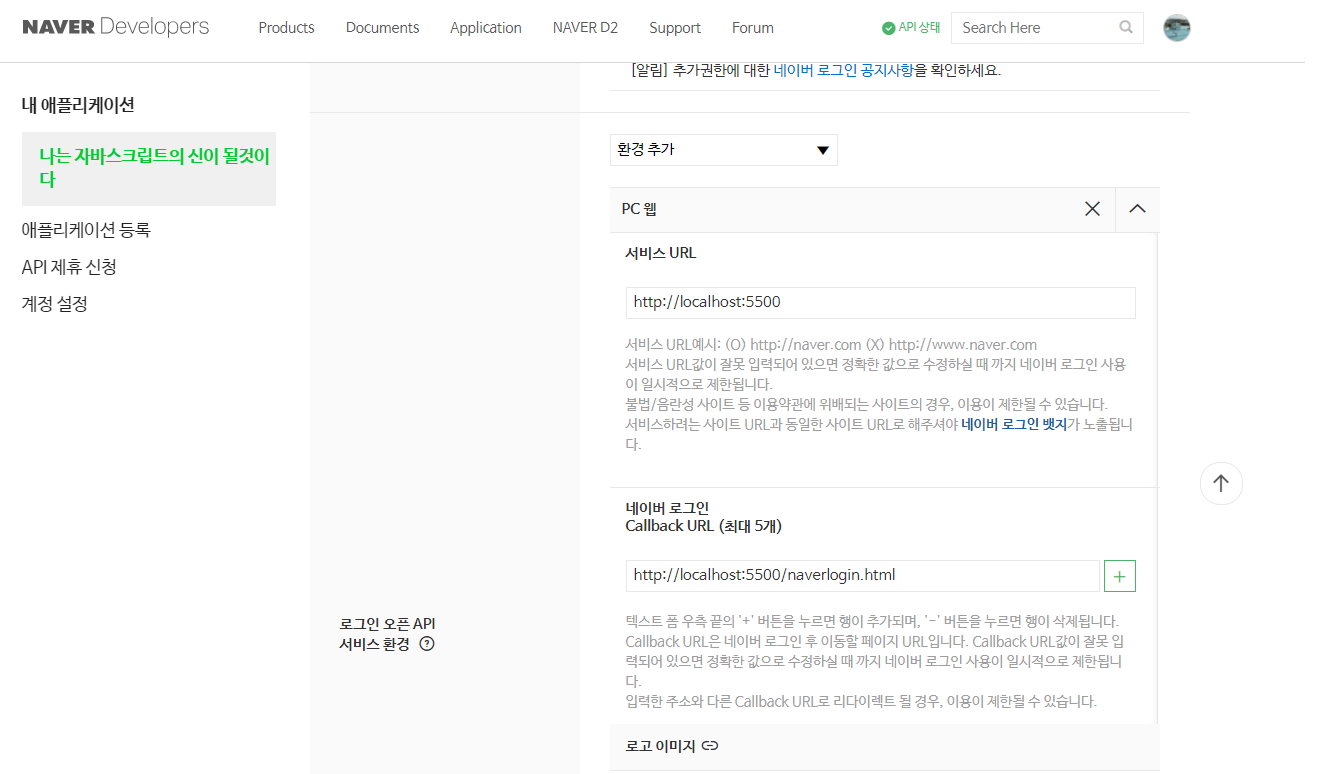 NAVER Developers
Products
Documents
Application
NAVER D2
Support
Forum
API 상태
Search Here
[알림] 추가권한에 대한 네이버 로그인 공지사항을 확인하세요.
내 애플리케이션
나는 자바스크립트의 신이 될것이
다
애플리케이션 등록
API 제휴 신청
계정 설정
로그인 오픈 API
서비스 환경 ?
환경 추가
PC 웹
서비스 URL
http://localhost:5500
서비스 URL예시: (O) http://naver.com (X) http://www.naver.com
서비스 URL값이 잘못 입력되어 있으면 정확한 값으로 수정하실 때 까지 네이버 로그인 사용
이 일시적으로 제한됩니다.
불법/음란성 사이트 등 이용약관에 위배되는 사이트의 경우, 이용이 제한될 수 있습니다.
서비스하려는 사이트 URL과 동일한 사이트 URL로 해주셔야 네이버 로그인 뱃지가 노출됩니
다.
네이버 로그인
Callback URL (최대 5개)
http://localhost:5500/naverlogin.html
+
텍스트 폼 우측 끝의 '+' 버튼을 누르면 행이 추가되며, '-' 버튼을 누르면 행이 삭제됩니다.
Callback URL은 네이버 로그인 후 이동할 페이지 URL입니다. Callback URL값이 잘못 입
력되어 있으면 정확한 값으로 수정하실 때 까지 네이버 로그인 사용이 일시적으로 제한됩니
다.
입력한 주소와 다른 Callback URL로 리다이렉트 될 경우, 이용이 제한될 수 있습니다.
로고 이미지